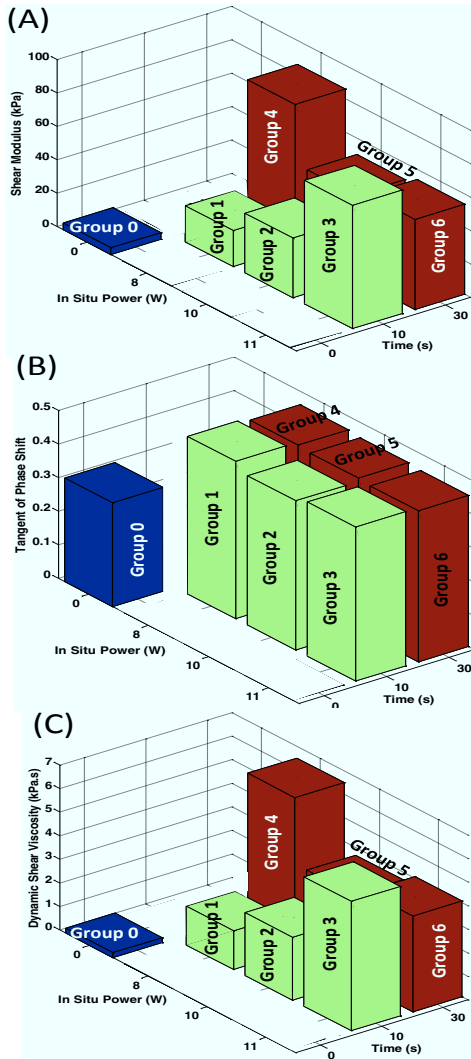 (A)
Shear Modulus (kPa)
100
80
60
40
20
0
Group 0
Group 1
Group 2
Group 3
Group 4
Group 5
Group 6
0
8
10
11
In Situ Power (W)
0
10
30
Time (s)
(B)
Tangent of Phase Shift
0.5
0.4
0.3
0.2
0.1
0
Group 0
Group 1
Group 2
Group 3
Group 4
Group 5
Group 6
0
8
10
11
In Situ Power (W)
0
10
30
Time (s)
(C)
Dynamic Shear Viscosity (kPa.s)
7
6
5
4
3
2
1
0
Group 0
Group 1
Group 2
Group 3
Group 4
Group 5
Group 6
0
8
10
11
In Situ Power (W)
0
10
30
Time (s)